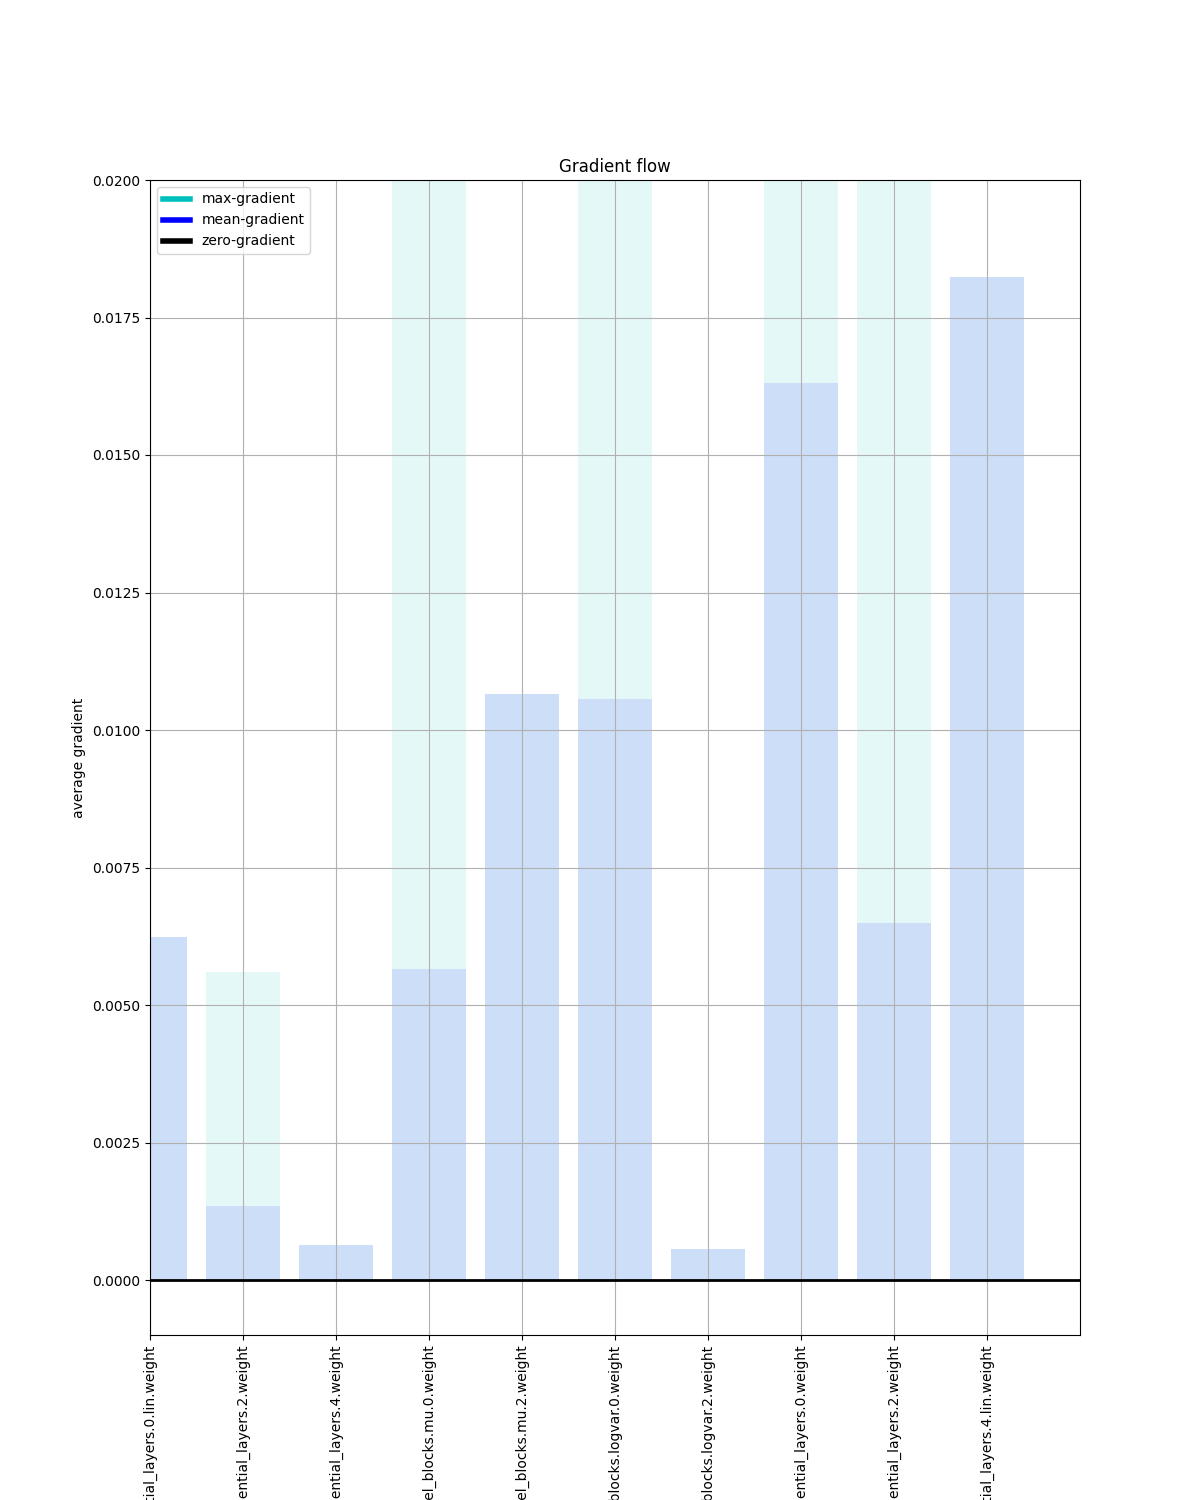 Gradient flow
max-gradient
mean-gradient
zero-gradient
0.0200
0.0175
0.0150
0.0125
0.0100
0.0075
0.0050
0.0025
0.0000
average gradient
tial_layers.0.lin.weight
ential_layers.2.weight
ential_layers.4.weight
el_blocks.mu.0.weight
el_blocks.mu.2.weight
blocks.logvar.0.weight
blocks.logvar.2.weight
ential_layers.0.weight
ential_layers.2.weight
tial_layers.4.lin.weight